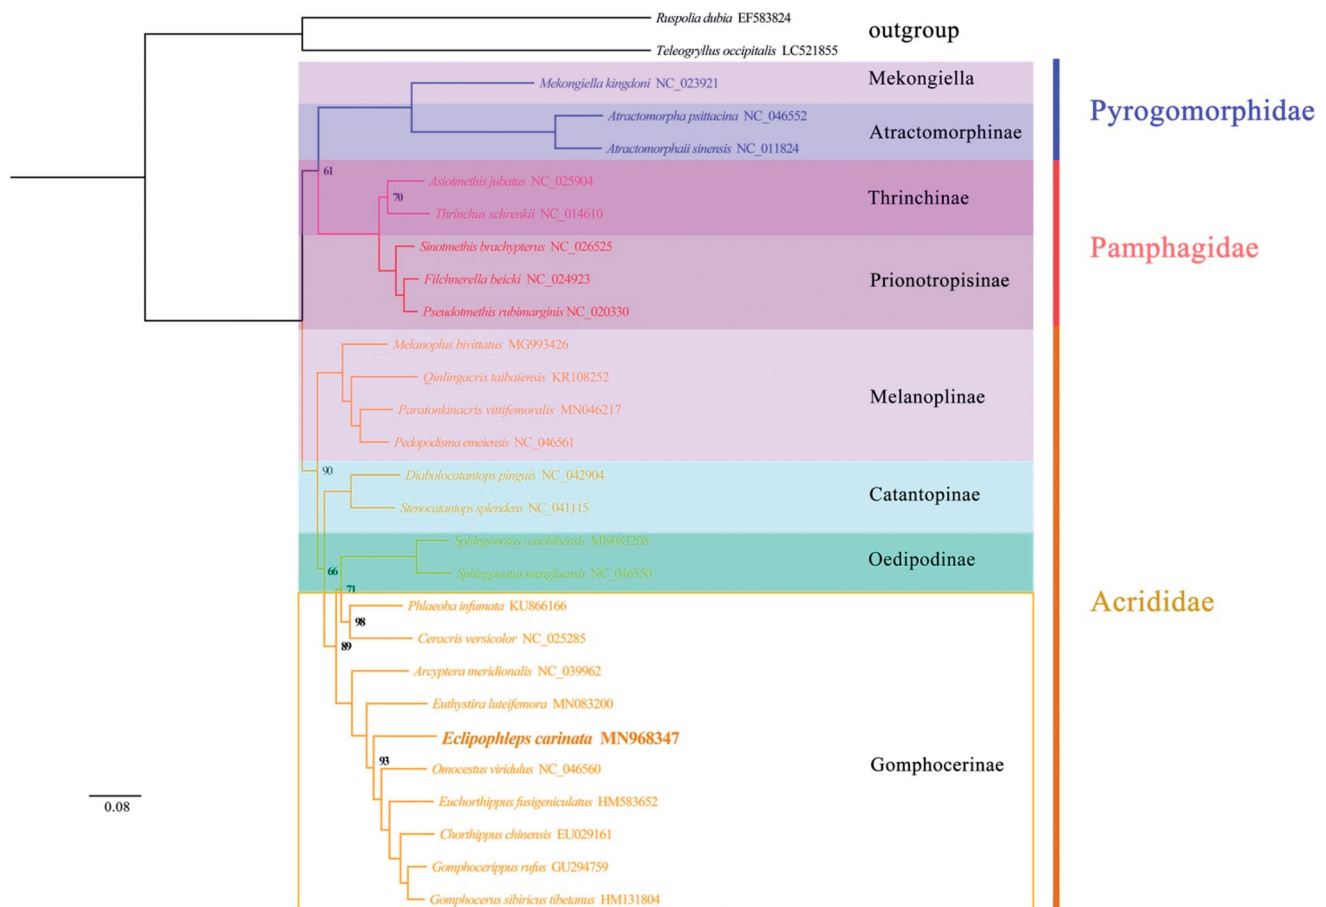 Ruspolia dubia EF583824
outgroup
Teleogryllus occipitalis LC521855
Mekongiella kingdoni NC_023921
Mekongiella
Pyrogomorphidae
Atractomorpha psittacina NC_046552
Atractomorphinae
Atractomorphaii sinensis NC_011824
61
Asiotmethis jubatus NC_025904
70
Thrinchinae
Thrinchus schrenkii NC_014610
Pamphagidae
Sinotmethis brachypterus NC_026525
Filchnerella beicki NC_024923
Prionotropisinae
Pseudotmethis rubimarginis NC_020330
Melanoplus bivittatus MG993426
Qinlingacris taibaiensis KR108252
Melanoplinae
Paratonkinacris vittifemoralis MN046217
Pedopodisma emeiensis NC_046561
90
Diabolocatantops pinguis NC_042904
Catantopinae
Stenocatantops splendens NC_041115
Sphingonotus yenchihensis MN083208
Oedipodinae
66
Sphingonotus menglaensis NC_046550
71
Phlaeoba infumata KU866166
Acrididae
98
Ceracris versicolor NC_025285
89
Arcyptera meridionalis NC_039962
Euthystira luteifemora MN083200
Eclipophleps carinata MN968347
93
Gomphocerinae
Omocestus viridulus NC_046560
Euchorthippus fusigeniculatus HM583652
0.08
Chorthippus chinensis EU029161
Gomphocerippus rufus GU294759
Gomphocerus sibiricus tibetanus HM131804